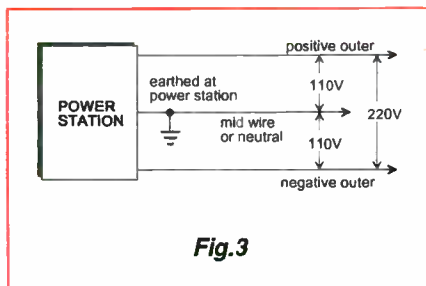 positive outer
earthed at
power station
110V
POWER
STATION
mid wire
or neutral
220V
110V
negative outer
Fig.3